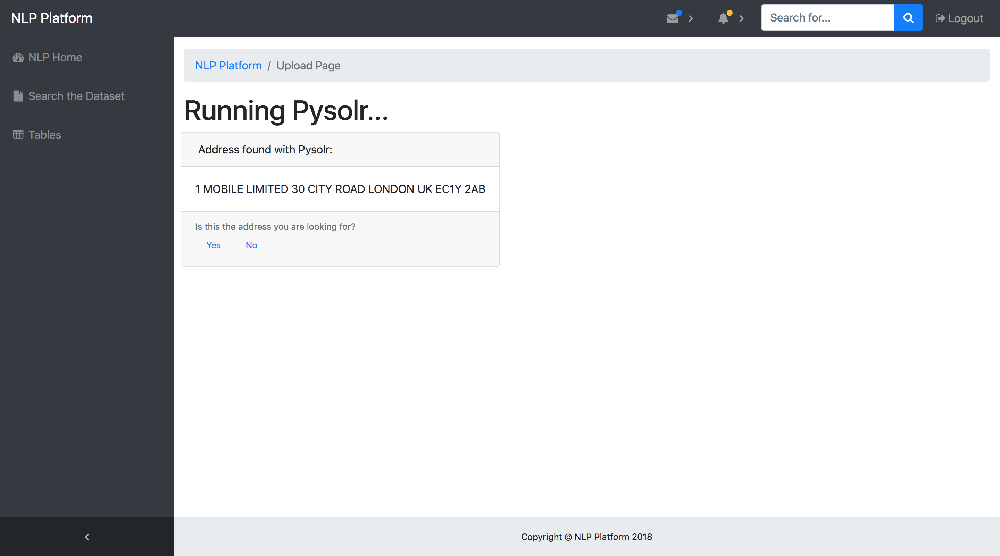 NLP Platform
Search for...
Logout
NLP Home
Search the Dataset
Tables
NLP Platform / Upload Page
Running Pysolr...
Address found with Pysolr:
1 MOBILE LIMITED 30 CITY ROAD LONDON UK EC1Y 2AB
Is this the address you are looking for?
Yes No
Copyright © NLP Platform 2018